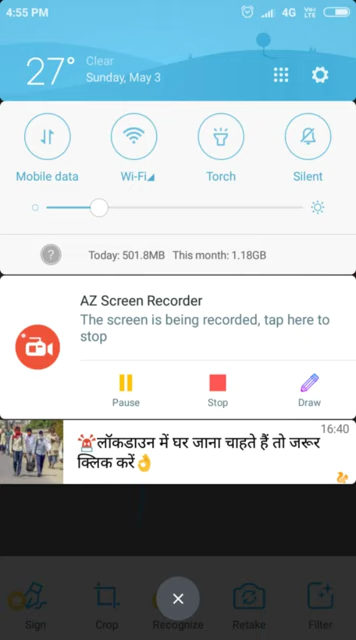 4:55 PM
4G VoLTE
27° Clear
Sunday, May 3
Mobile data Wi-Fi Torch Silent
? Today: 501.8MB This month: 1.18GB
AZ Screen Recorder
The screen is being recorded, tap here to
stop
Pause Stop Draw
16:40
🚨लॉकडाउन में घर जाना चाहते हैं तो जरूर
क्लिक करें👌
Sign Crop Recognize Retake Filter